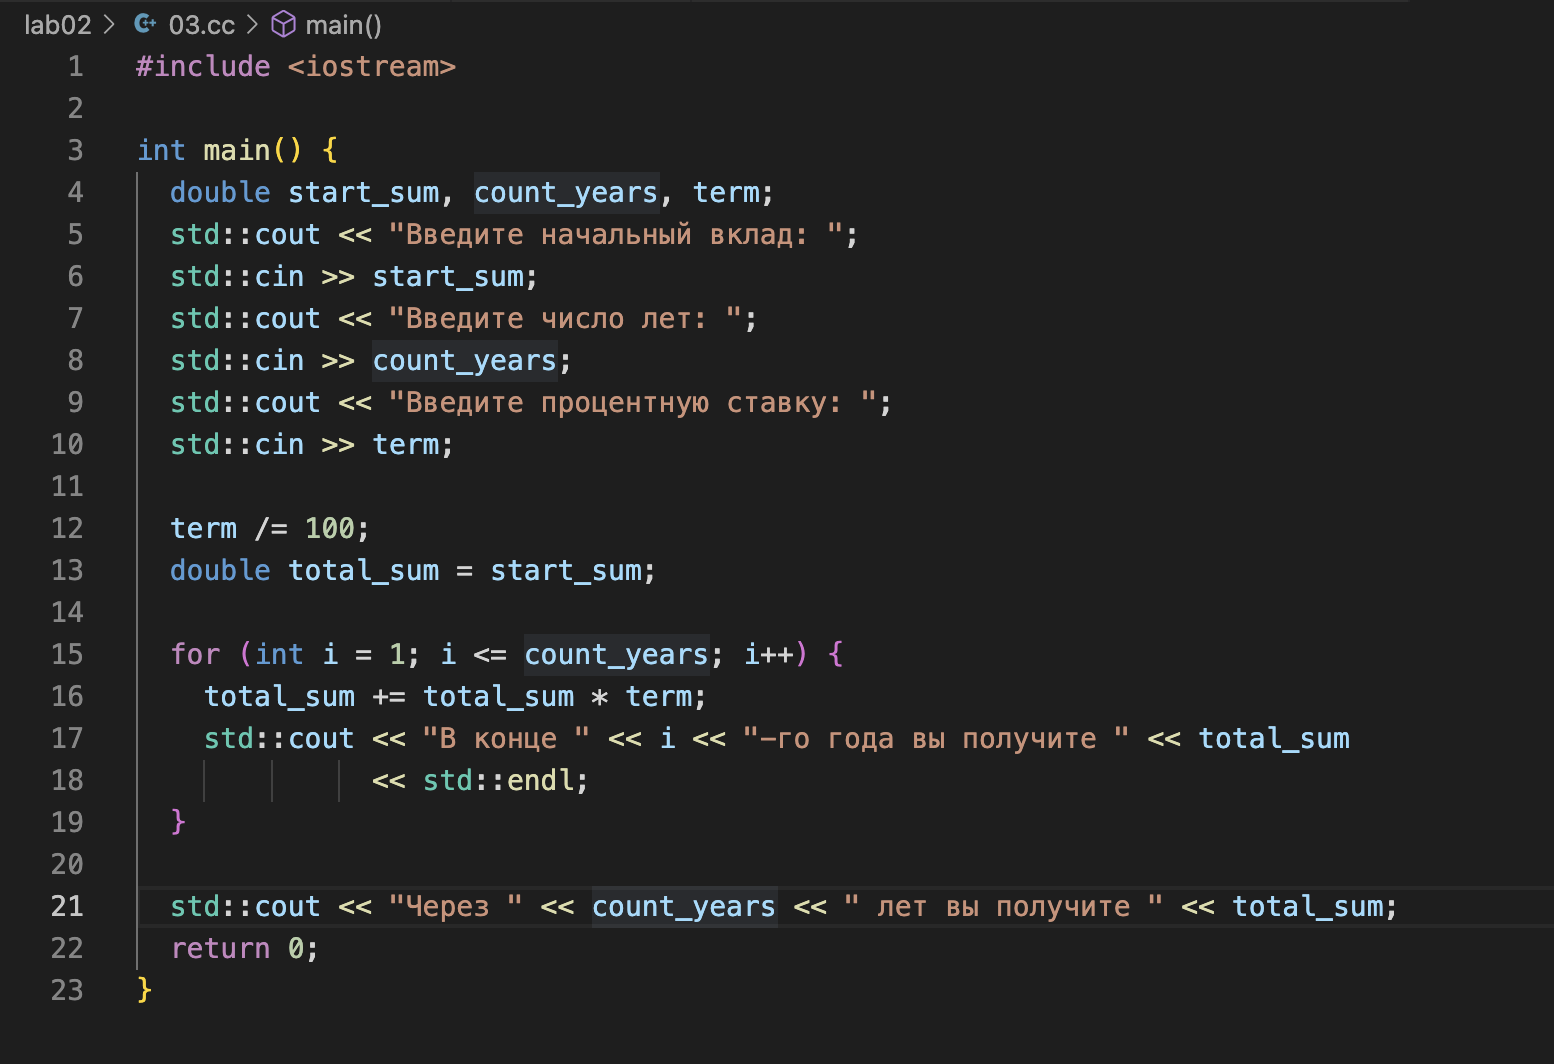 lab02 > 03.cc > main()
1 #include <iostream>
2
3 int main() {
4   double start_sum, count_years, term;
5   std::cout << "Введите начальный вклад: ";
6   std::cin >> start_sum;
7   std::cout << "Введите число лет: ";
8   std::cin >> count_years;
9   std::cout << "Введите процентную ставку: ";
10   std::cin >> term;
11
12   term /= 100;
13   double total_sum = start_sum;
14
15   for (int i = 1; i <= count_years; i++) {
16     total_sum += total_sum * term;
17     std::cout << "В конце " << i << "-го года вы получите " << total_sum
18               << std::endl;
19   }
20
21   std::cout << "Через " << count_years << " лет вы получите " << total_sum;
22   return 0;
23 }